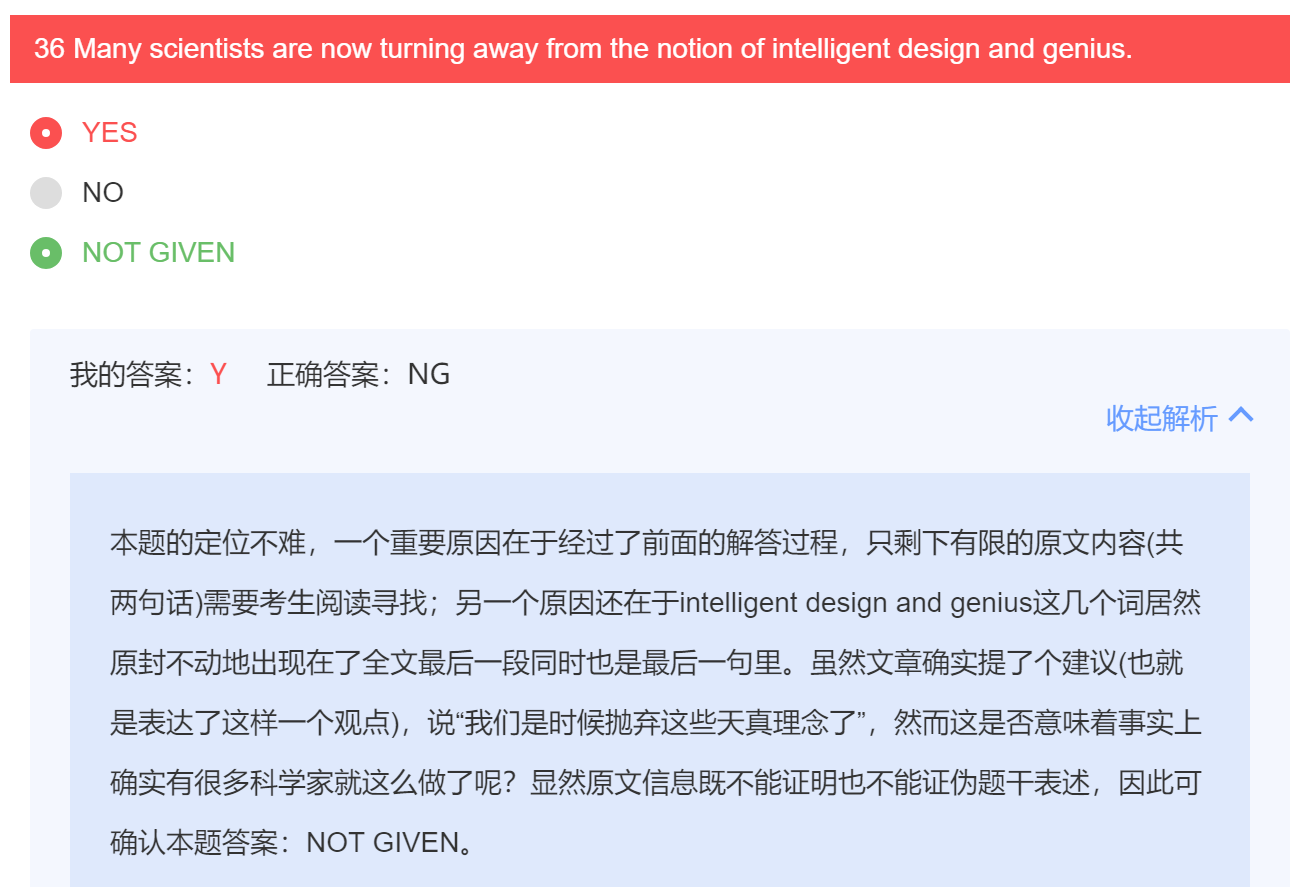 36 Many scientists are now turning away from the notion of intelligent design and genius.
YES
NO
NOT GIVEN
我的答案：Y 正确答案：NG
收起解析
本题的定位不难，一个重要原因在于经过了前面的解答过程，只剩下有限的原文内容(共
两句话)需要考生阅读寻找；另一个原因还在于intelligent design and genius这几个词居然
原封不动地出现在了全文最后一段同时也是最后一句里。虽然文章确实提了个建议(也就
是表达了这样一个观点)，说“我们是时候抛弃这些天真理念了”，然而这是否意味着事实上
确实有很多科学家就这么做了呢？显然原文信息既不能证明也不能证伪题干表述，因此可
确认本题答案：NOT GIVEN。